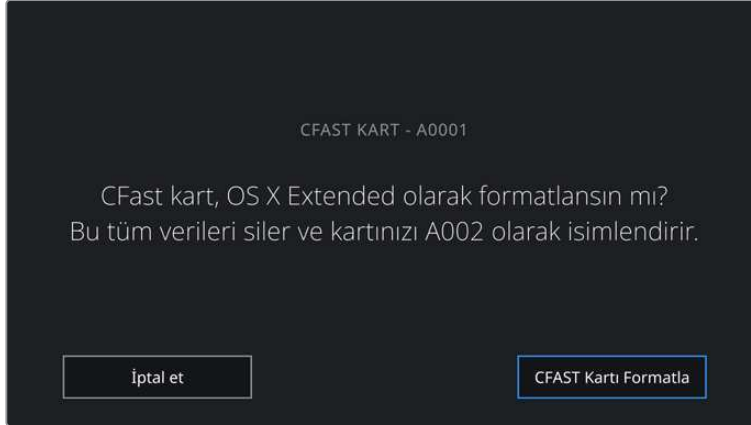 CFAST KART - A0001
CFast kart, OS X Extended olarak formatlansın mı?
Bu tüm verileri siler ve kartınızı A002 olarak isimlendirir.
İptal et
CFAST Kartı Formatla